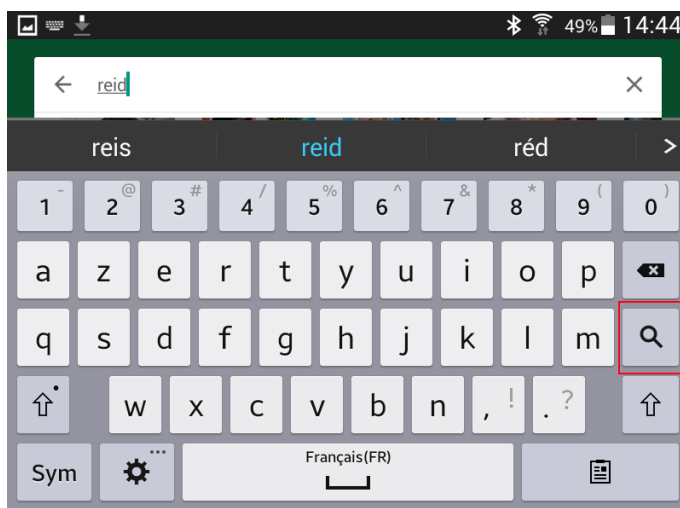 49% 14:44
reid
reis reid réd >
1 - 2 @ 3 # 4 / 5 % 6 ^ 7 & 8 * 9 ( 0 )
a z e r t y u i o p
q s d f g h j k l m
w x c v b n , ! . ?
Sym ... Français(FR)